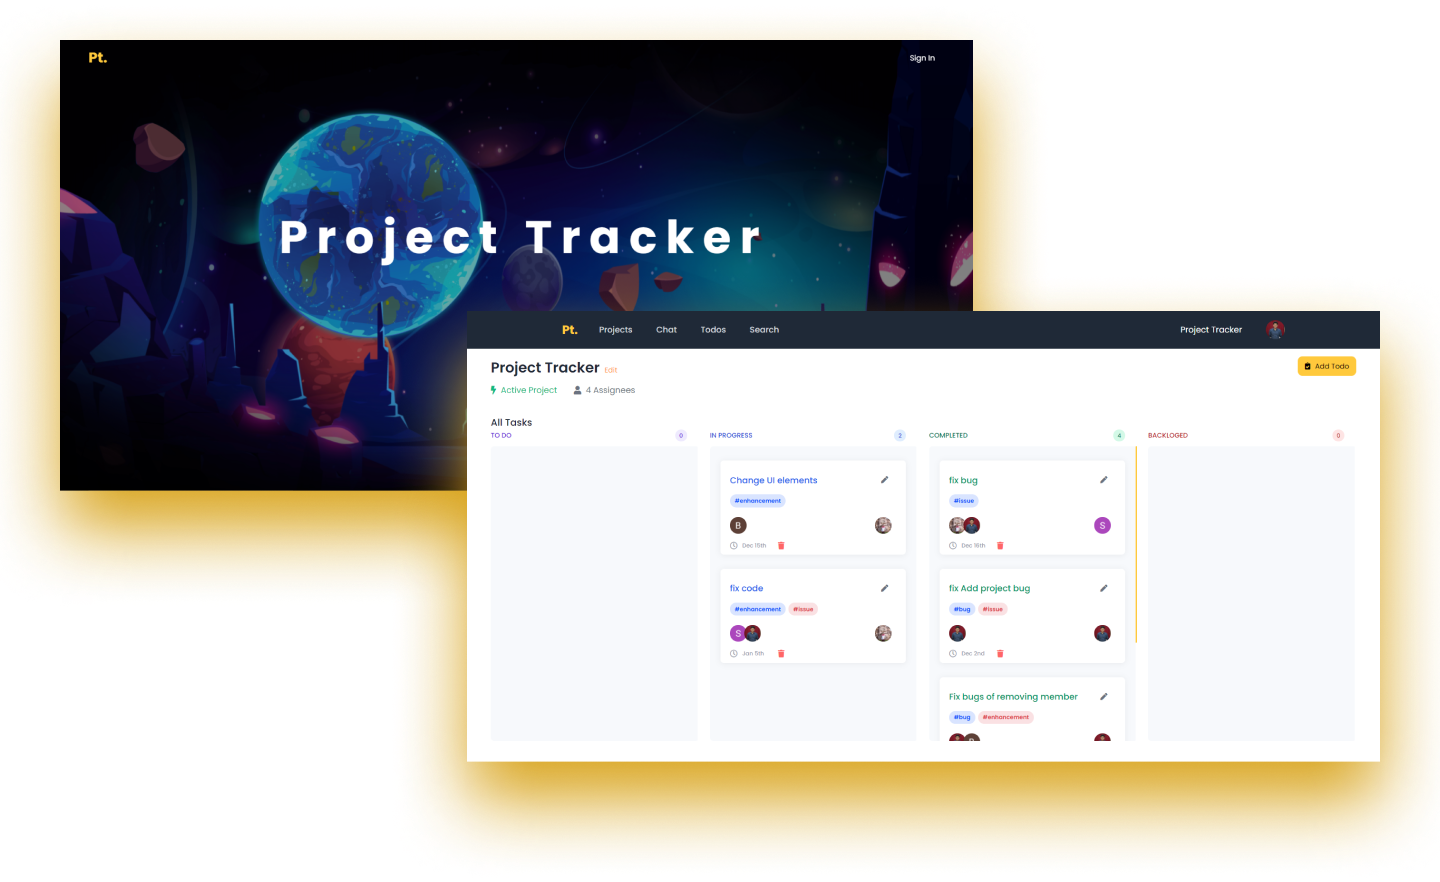 Pt.
Sign In
Project Tracker
Pt. Projects Chat Todos Search Project Tracker
Project Tracker Edit
Add Todo
Active Project 4 Assignees
All Tasks
TO DO 0
IN PROGRESS 2
COMPLETED 4
BACKLOGED 0
Change UI elements
#enhancement
B
Dec 15th
fix code
#enhancement #issue
S
Jan 5th
fix bug
#issue
S
Dec 16th
fix Add project bug
#bug #issue
Dec 2nd
Fix bugs of removing member
#bug #enhancement